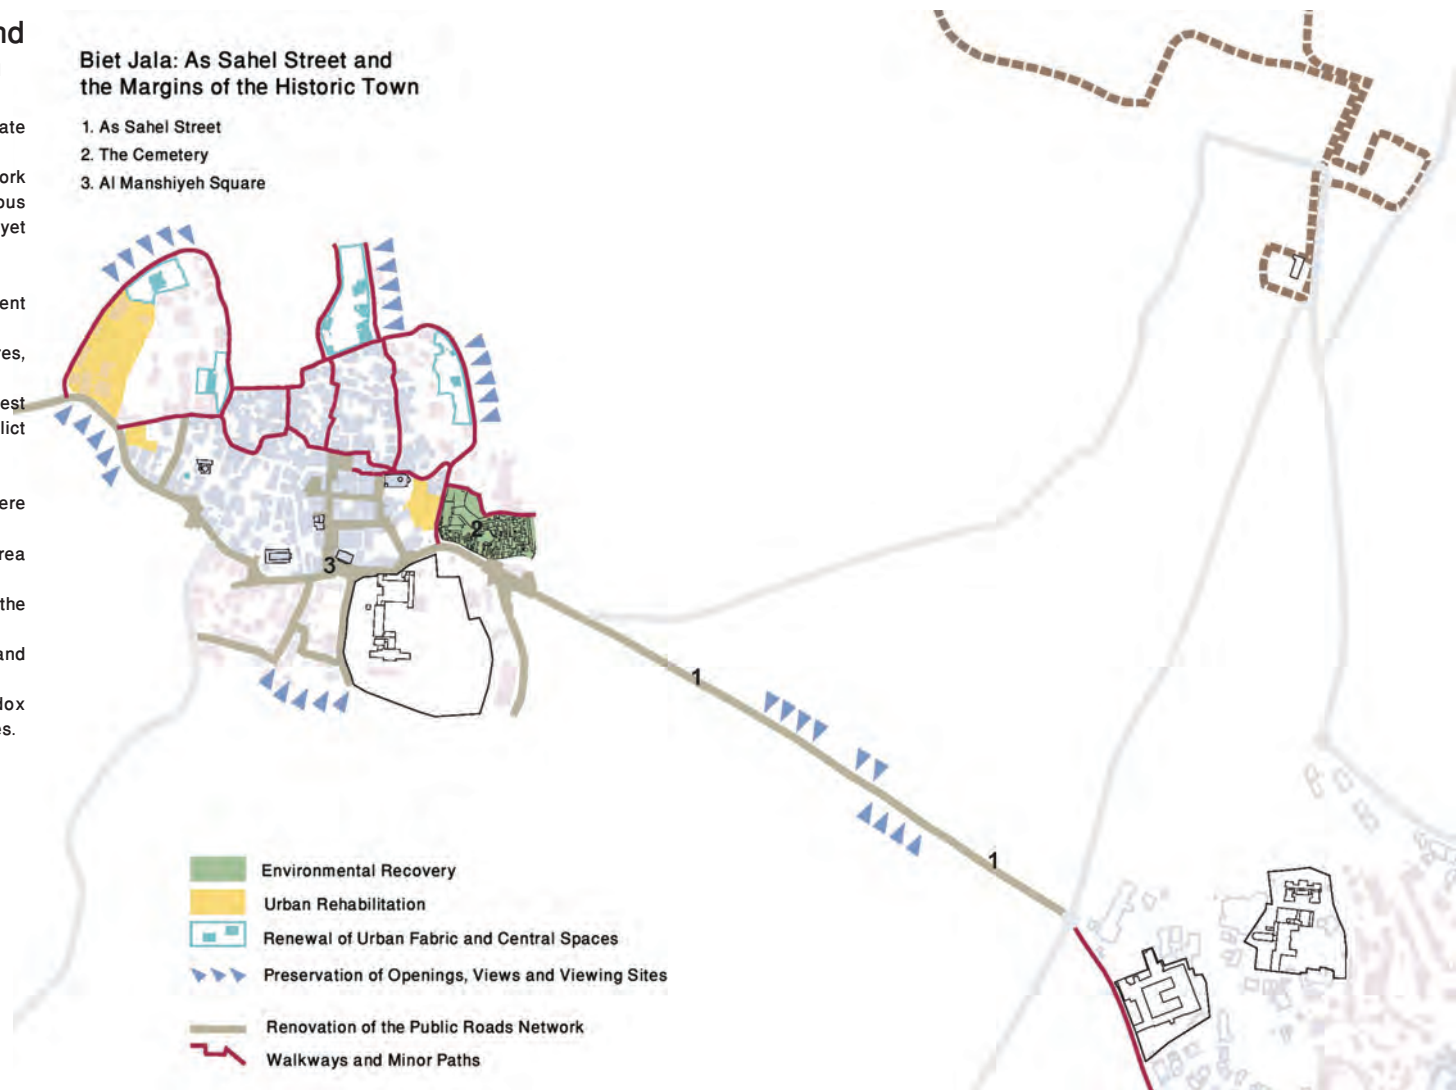 nd
ate
ork
ous
yet
ent
es,
est
lict
ere
rea
the
and
dox
es.
Biet Jala: As Sahel Street and
the Margins of the Historic Town
1. As Sahel Street
2. The Cemetery
3. Al Manshiyeh Square
2
3
1
1
Environmental Recovery
Urban Rehabilitation
Renewal of Urban Fabric and Central Spaces
Preservation of Openings, Views and Viewing Sites
Renovation of the Public Roads Network
Walkways and Minor Paths